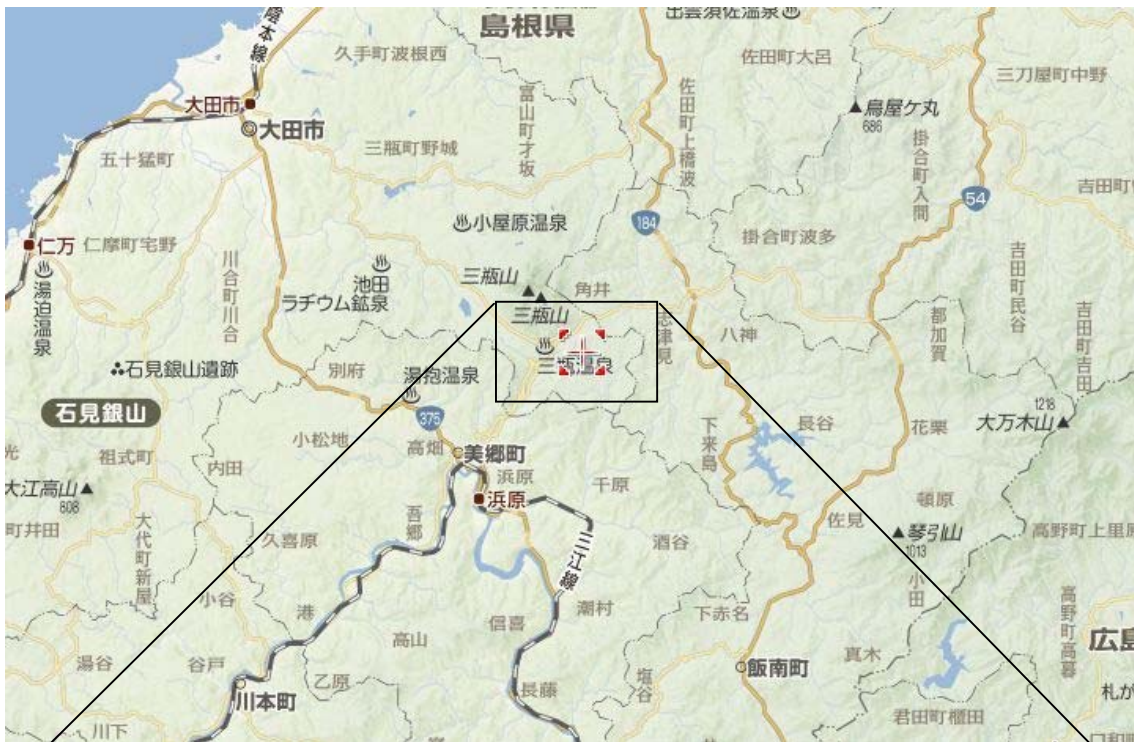 島根県
出雲須佐温泉
陰本線
久手町波根西
佐田町大呂
三刀屋町中野
大田市
大田市
富山町才坂
佐田町上橋波
鳥屋ケ丸
686
掛合町入間
五十猛町
三瓶町野城
吉田町
54
小屋原温泉
184
掛合町波多
仁万
仁摩町宅野
川合町川合
池田
ラヂウム鉱泉
三瓶山
角井
吉田町民谷
湯迫温泉
三瓶山
志津見
八神
都加賀
吉田町吉田
石見銀山遺跡
別府
湯抱温泉
三瓶温泉
石見銀山
375
1218
大万木山
小松地
高畑
下来島
長谷
花栗
光
祖式町
内田
美郷町
浜原
千原
大江高山
808
浜原
頓原
町井田
大代町新屋
久喜原
吾郷
三江線
酒谷
佐見
琴引山
1013
高野町上里原
小谷
港
潮村
下赤名
小田
高野町高暮
信喜
高山
広島
湯谷
谷戸
乙原
塩谷
飯南町
真木
川本町
長藤
札が
川下
君田町櫃田
口和町